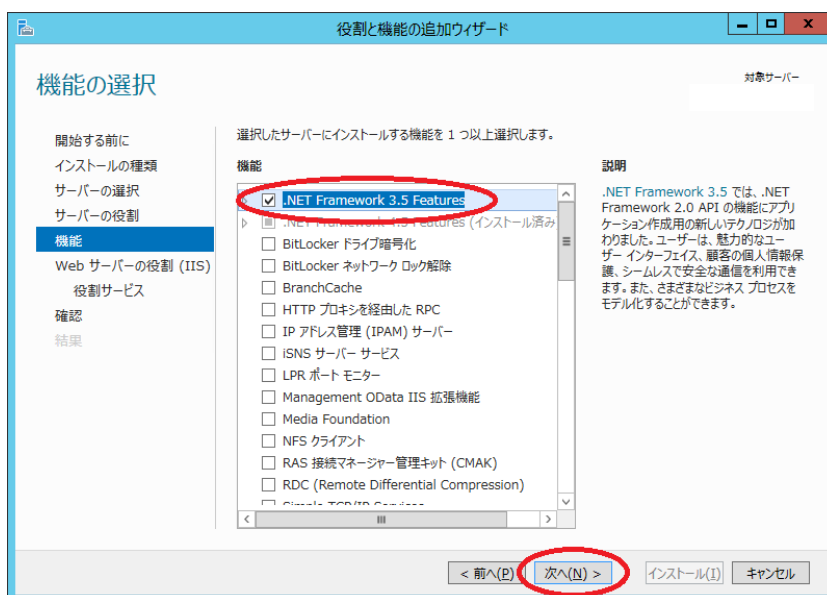 役割と機能の追加ウィザード
機能の選択
対象サーバー
開始する前に
インストールの種類
サーバーの選択
サーバーの役割
機能
Web サーバーの役割 (IIS)
役割サービス
確認
結果
選択したサーバーにインストールする機能を 1 つ以上選択します。
機能
.NET Framework 3.5 Features
.NET Framework 4.5 Features (インストール済み
BitLocker ドライブ暗号化
BitLocker ネットワーク ロック解除
BranchCache
HTTP プロキシを経由した RPC
IP アドレス管理 (IPAM) サーバー
iSNS サーバー サービス
LPR ポート モニター
Management OData IIS 拡張機能
Media Foundation
NFS クライアント
RAS 接続マネージャー管理キット (CMAK)
RDC (Remote Differential Compression)
Simple TCP/IP Services
説明
.NET Framework 3.5 では、.NET
Framework 2.0 API の機能にアプリ
ケーション作成用の新しいテクノロジが加
わりました。ユーザーは、魅力的なユー
ザー インターフェイス、顧客の個人情報保
護、シームレスで安全な通信を利用でき
ます。また、さまざまなビジネス プロセスを
モデル化することができます。
< 前へ(P)
次へ(N) >
インストール(I)
キャンセル